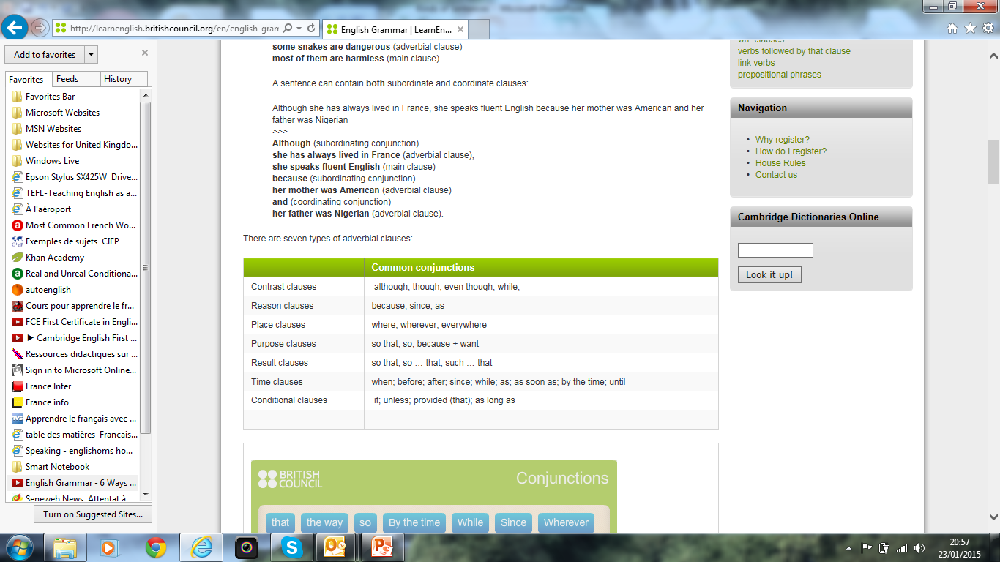 Kinds of sentences - Microsoft PowerPoint
http://learnenglish.britishcouncil.org/en/english-gran
English Grammar | LearnEn...
Add to favorites
Favorites Feeds History
Favorites Bar
Microsoft Websites
MSN Websites
Websites for United Kingdo...
Windows Live
Epson Stylus SX425W Drive...
TEFL-Teaching English as a...
À l'aéroport
Most Common French Wo...
Exemples de sujets CIEP
Khan Academy
Real and Unreal Conditiona...
autoenglish
Cours pour apprendre le fr...
FCE First Certificate in Engli...
► Cambridge English First ...
Ressources didactiques sur ...
Sign in to Microsoft Online...
France Inter
France info
Apprendre le français avec ...
table des matières Francais...
Speaking - englishoms ho...
Smart Notebook
English Grammar - 6 Ways ...
Seneweb News Attentat à
Turn on Suggested Sites...
some snakes are dangerous (adverbial clause)
most of them are harmless (main clause).
A sentence can contain both subordinate and coordinate clauses:
Although she has always lived in France, she speaks fluent English because her mother was American and her
father was Nigerian
>>>
Although (subordinating conjunction)
she has always lived in France (adverbial clause),
she speaks fluent English (main clause)
because (subordinating conjunction)
her mother was American (adverbial clause)
and (coordinating conjunction)
her father was Nigerian (adverbial clause).
There are seven types of adverbial clauses:
Common conjunctions
Contrast clauses although; though; even though; while;
Reason clauses because; since; as
Place clauses where; wherever; everywhere
Purpose clauses so that; so; because + want
Result clauses so that; so … that; such … that
Time clauses when; before; after; since; while; as; as soon as; by the time; until
Conditional clauses if; unless; provided (that); as long as
BRITISH
COUNCIL
Conjunctions
that the way so By the time While Since Wherever
wh- clauses
verbs followed by that clause
link verbs
prepositional phrases
Navigation
• Why register?
• How do I register?
• House Rules
• Contact us
Cambridge Dictionaries Online
Look it up!
20:57
23/01/2015